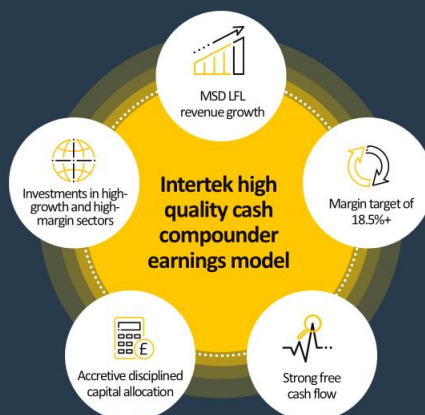 MSD LFL
revenue growth
Investments in high-
growth and high-
margin sectors
Intertek high
quality cash
compounder
earnings model
Margin target of
18.5%+
£
Accretive disciplined
capital allocation
Strong free
cash flow